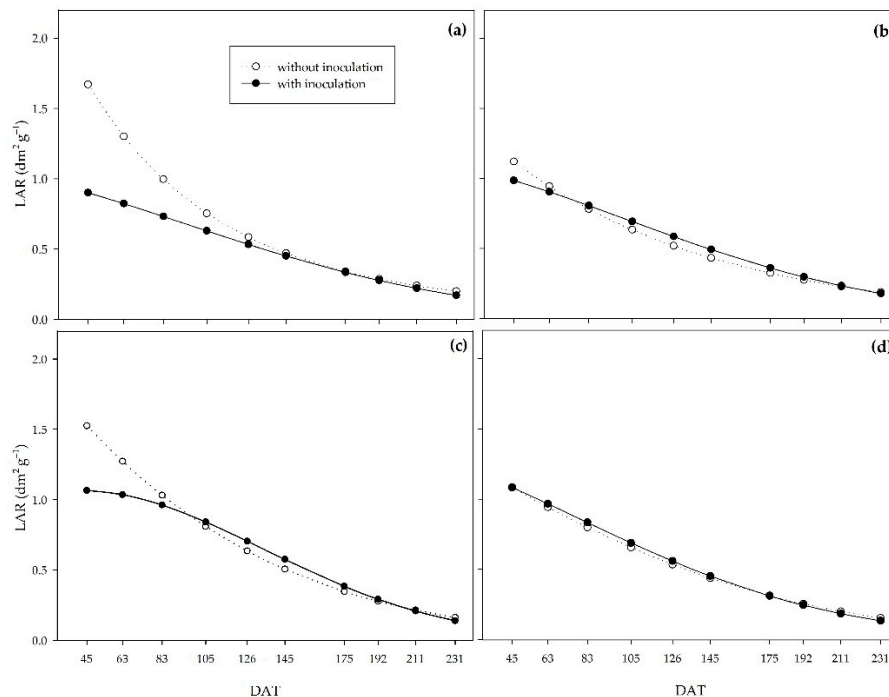 2.0
(a)
(b)
without inoculation
with inoculation
1.5
LAR (dm² g⁻¹)
1.0
0.5
0.0
2.0
(c)
(d)
1.5
LAR (dm² g⁻¹)
1.0
0.5
0.0
45 63 83 105 126 145 175 192 211 231
45 63 83 105 126 145 175 192 211 231
DAT
DAT